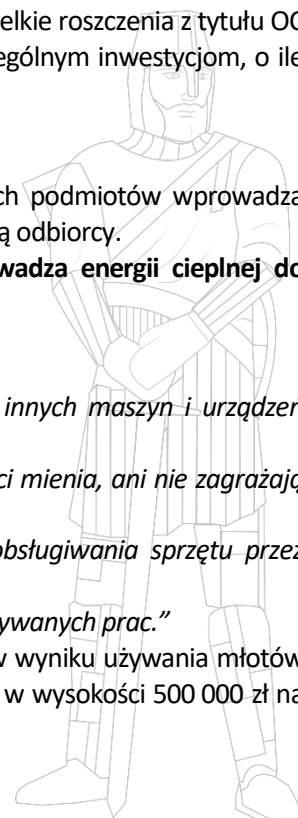 elkie roszczenia z tytułu OC
ególnym inwestycjom, o ile
ch podmiotów wprowadza
ą odbiorcy.
wadza energii cieplnej do
innych maszyn i urządzeń
ci mienia, ani nie zagrażają
obsługiwania sprzętu przez
ywanych prac.”
w wyniku używania młotów
w wysokości 500 000 zł na